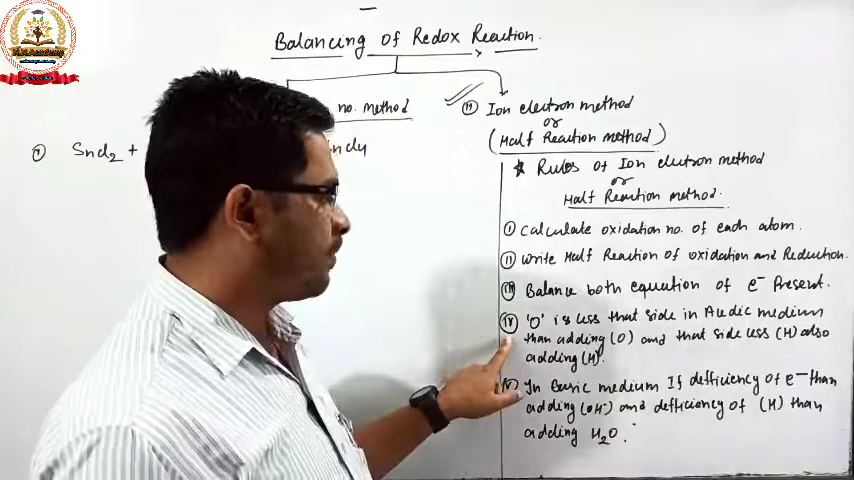 Balancing of Redox Reaction.
no. method
(II) Ion electron method
or
(Half Reaction method)
(I) SnCl2 +
* Rules of Ion electron method
or
Half Reaction method.
(I) Calculate oxidation no. of each atom.
(II) Write Half Reaction of oxidation and Reduction.
(III) Balance both equation of e- Present.
(IV) 'O' is less that side in Acidic medium
than adding (O) and that side less (H) also
adding (H).
(V) In Basic medium If defficiency of e- than
adding (OH-) and defficiency of (H) than
adding H2O.